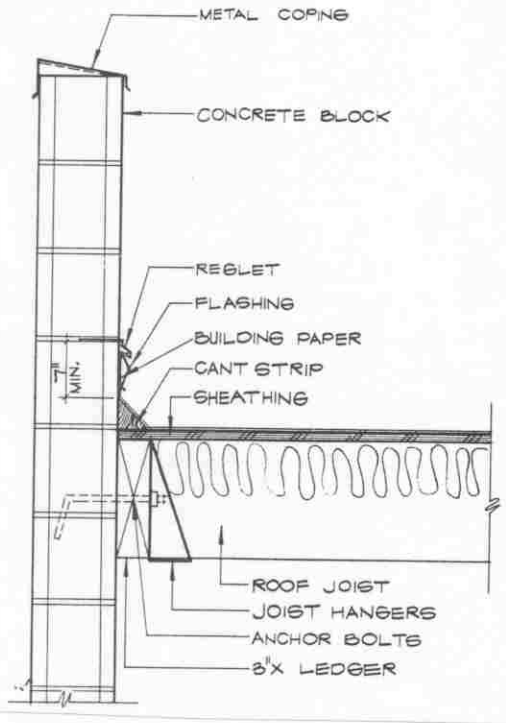 METAL COPING
CONCRETE BLOCK
REGLET
FLASHING
BUILDING PAPER
CANT STRIP
SHEATHING
7"
MIN.
ROOF JOIST
JOIST HANGERS
ANCHOR BOLTS
3"X LEDGER